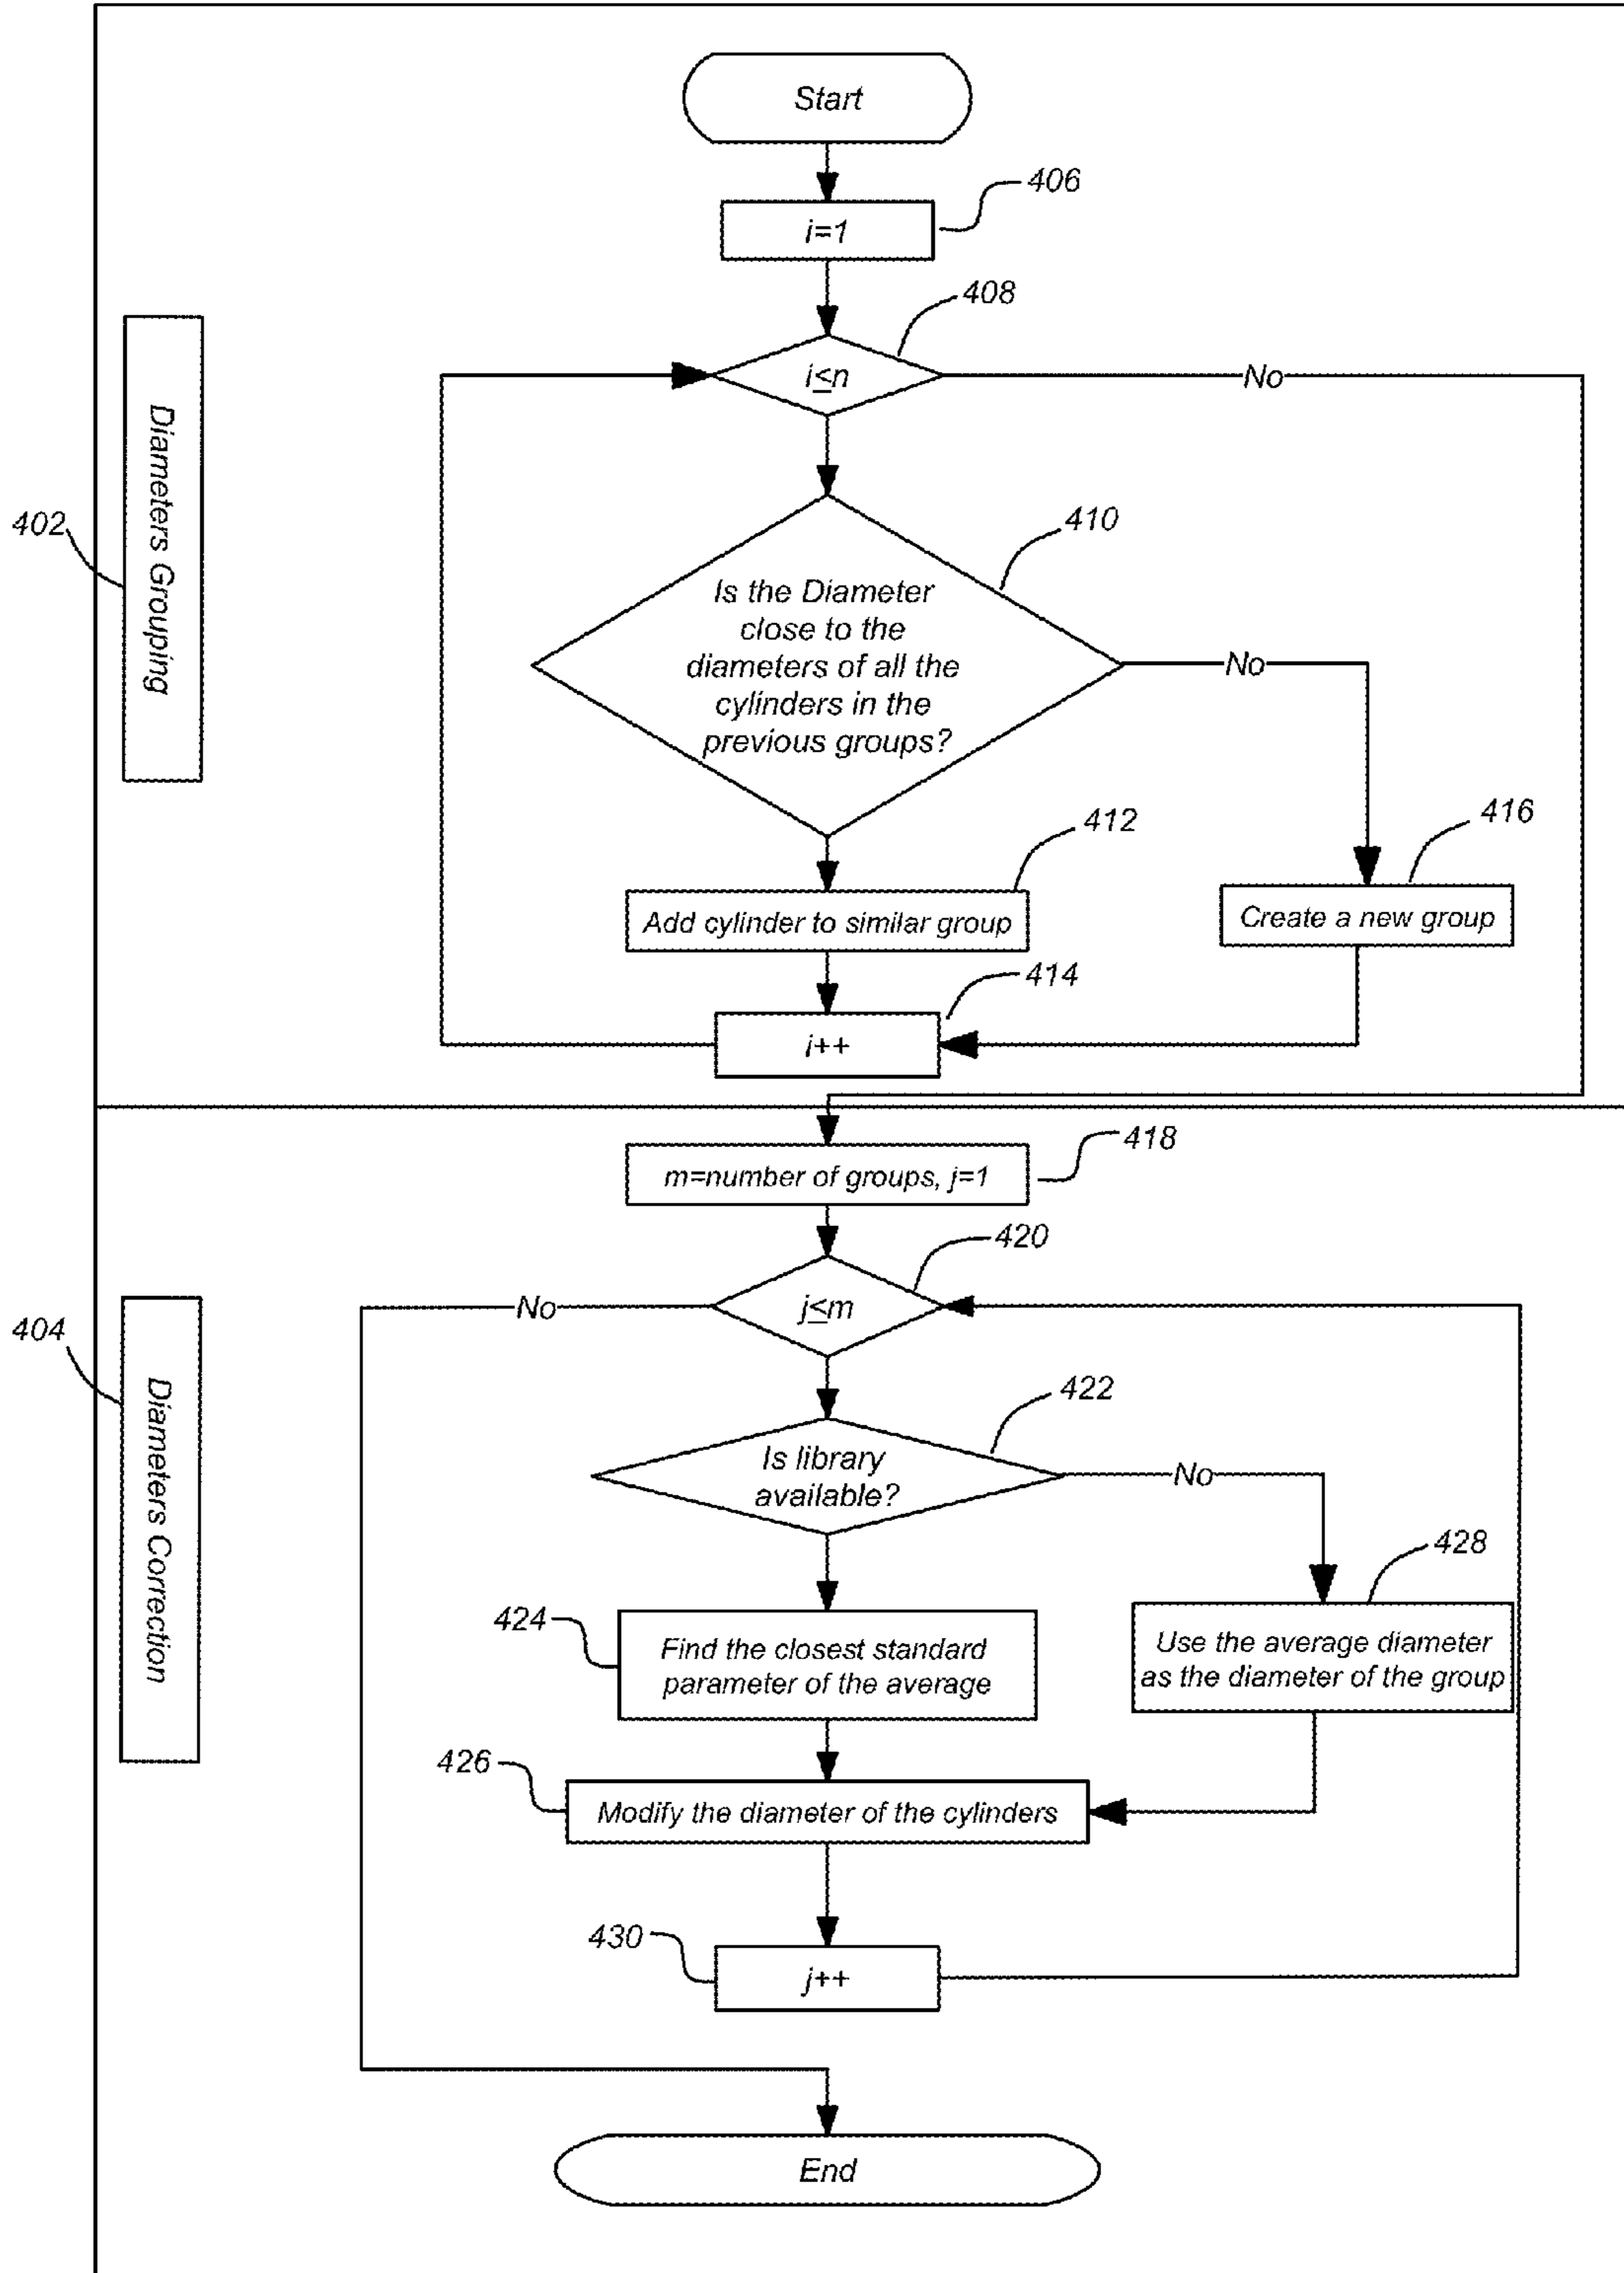 Start
406
i=1
408
i≤n
No
Diameters Grouping
402
410
Is the Diameter
close to the
diameters of all the
cylinders in the
previous groups?
No
412
416
Add cylinder to similar group
Create a new group
414
i++
418
m=number of groups, j=1
420
j≤m
No
404
Diameters Correction
422
Is library
available?
No
428
424
Find the closest standard
parameter of the average
Use the average diameter
as the diameter of the group
426
Modify the diameter of the cylinders
430
j++
End